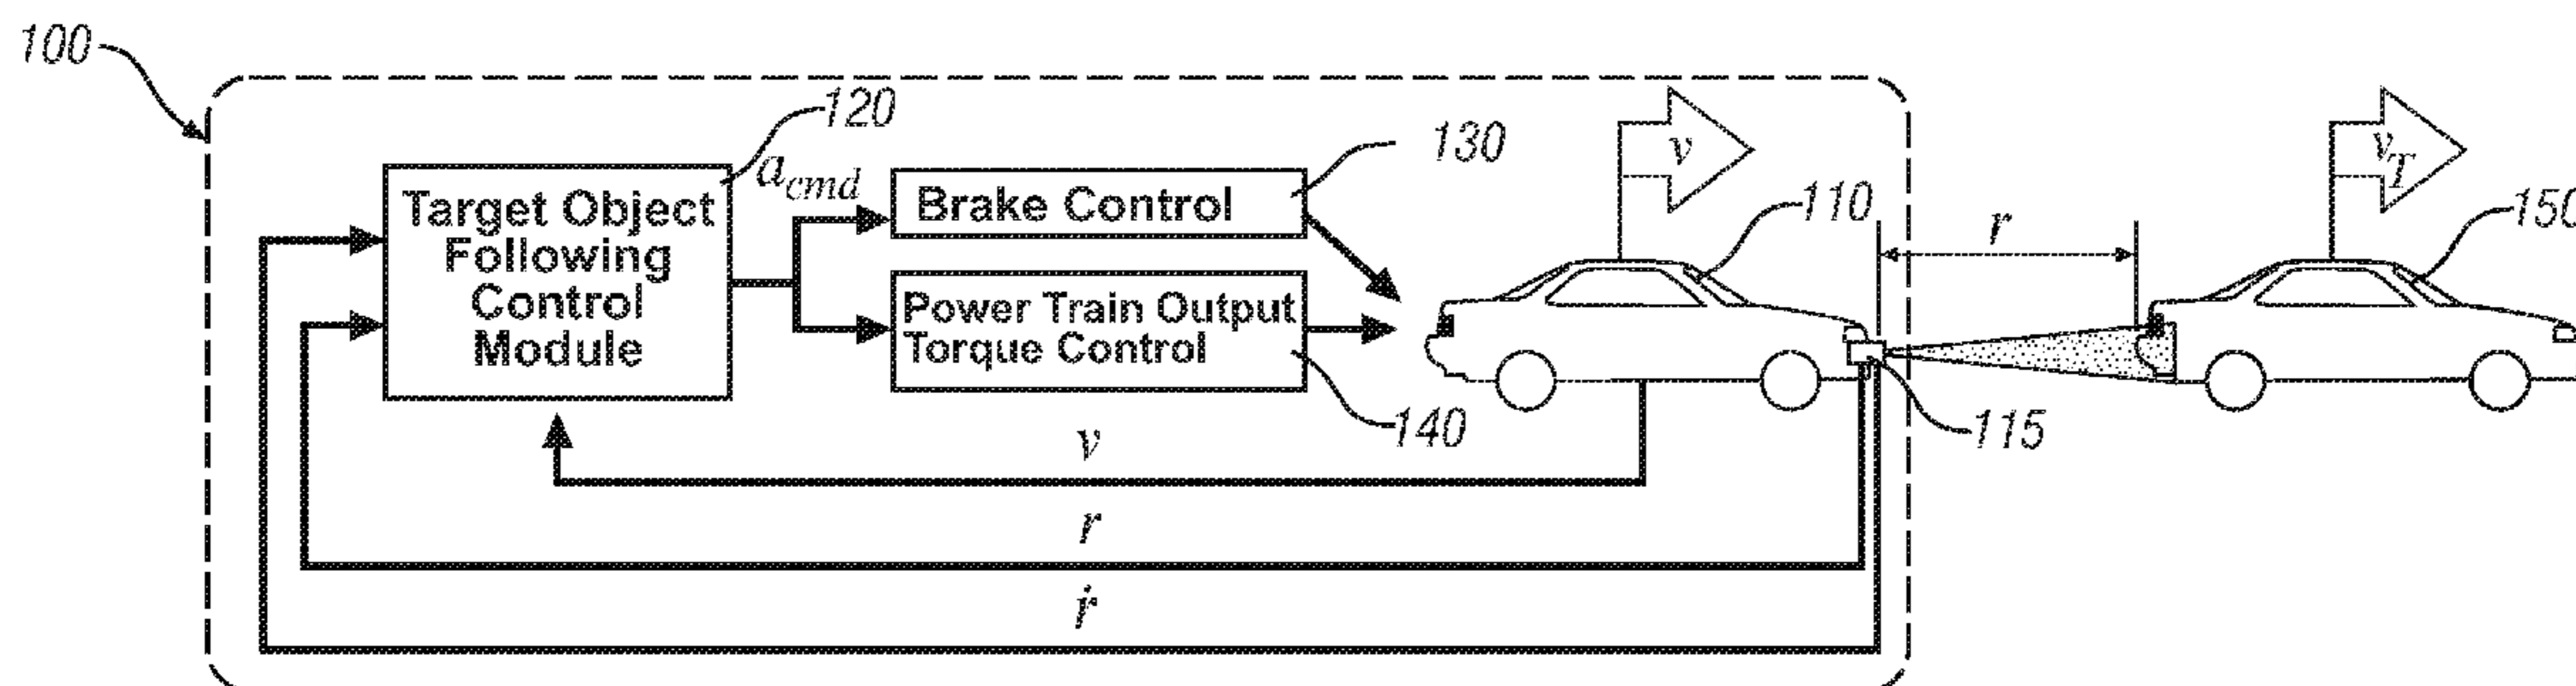 100
120
a_cmd
130
v
v_T
Target Object
Following
Control
Module
Brake Control
110
r
150
Power Train Output
Torque Control
140
115
v
r
ṙ